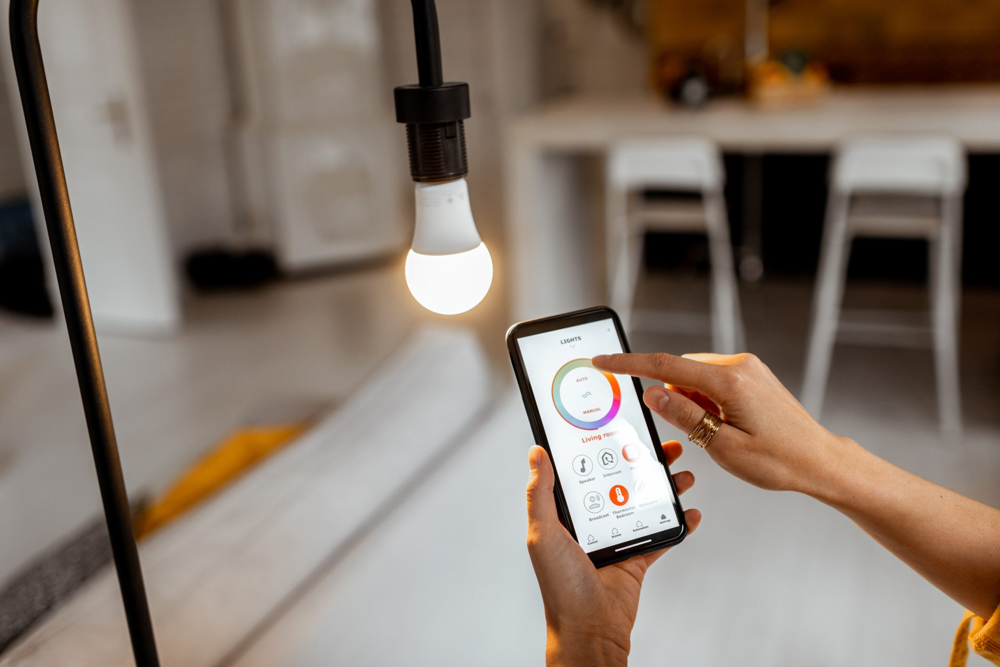 LIGHTS
+
AUTO
MANUAL
Living room
Speaker
Intercom
Broadcast
Thermostat
Bedroom
Webcams
Control
Scenes
Automation
Settings